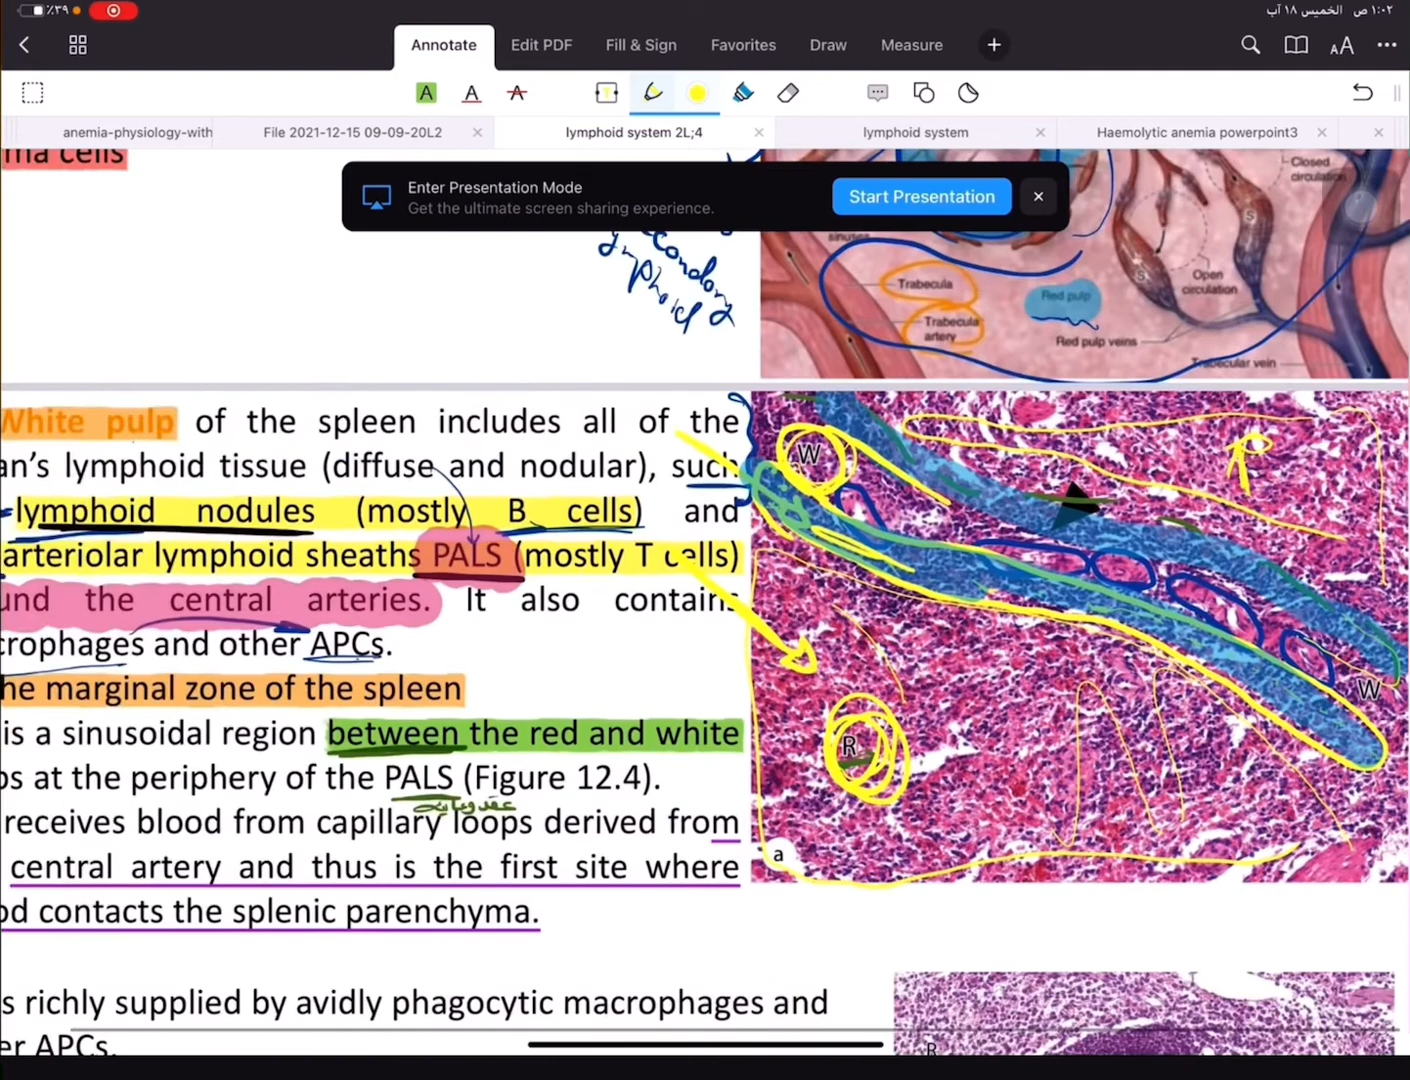 ٪٣٩
١:٠٢ ص الخميس ١٨ آب
Annotate
Edit PDF
Fill & Sign
Favorites
Draw
Measure
anemia-physiology-with
File 2021-12-15 09-09-20L2
lymphoid system 2L;4
lymphoid system
Haemolytic anemia powerpoint3
ma cells
Enter Presentation Mode
Get the ultimate screen sharing experience.
Start Presentation
Closed
circulation
sinuses
S
S
Open
circulation
Trabecula
Red pulp
Trabecula
artery
Red pulp veins
Trabecular vein
White pulp of the spleen includes all of the
an's lymphoid tissue (diffuse and nodular), such
lymphoid nodules (mostly B cells) and
arteriolar lymphoid sheaths PALS (mostly T cells)
und the central arteries. It also contains
crophages and other APCs.
he marginal zone of the spleen
is a sinusoidal region between the red and white
ps at the periphery of the PALS (Figure 12.4).
receives blood from capillary loops derived from
central artery and thus is the first site where
od contacts the splenic parenchyma.
W
R
W
a
s richly supplied by avidly phagocytic macrophages and
er APCs.
R